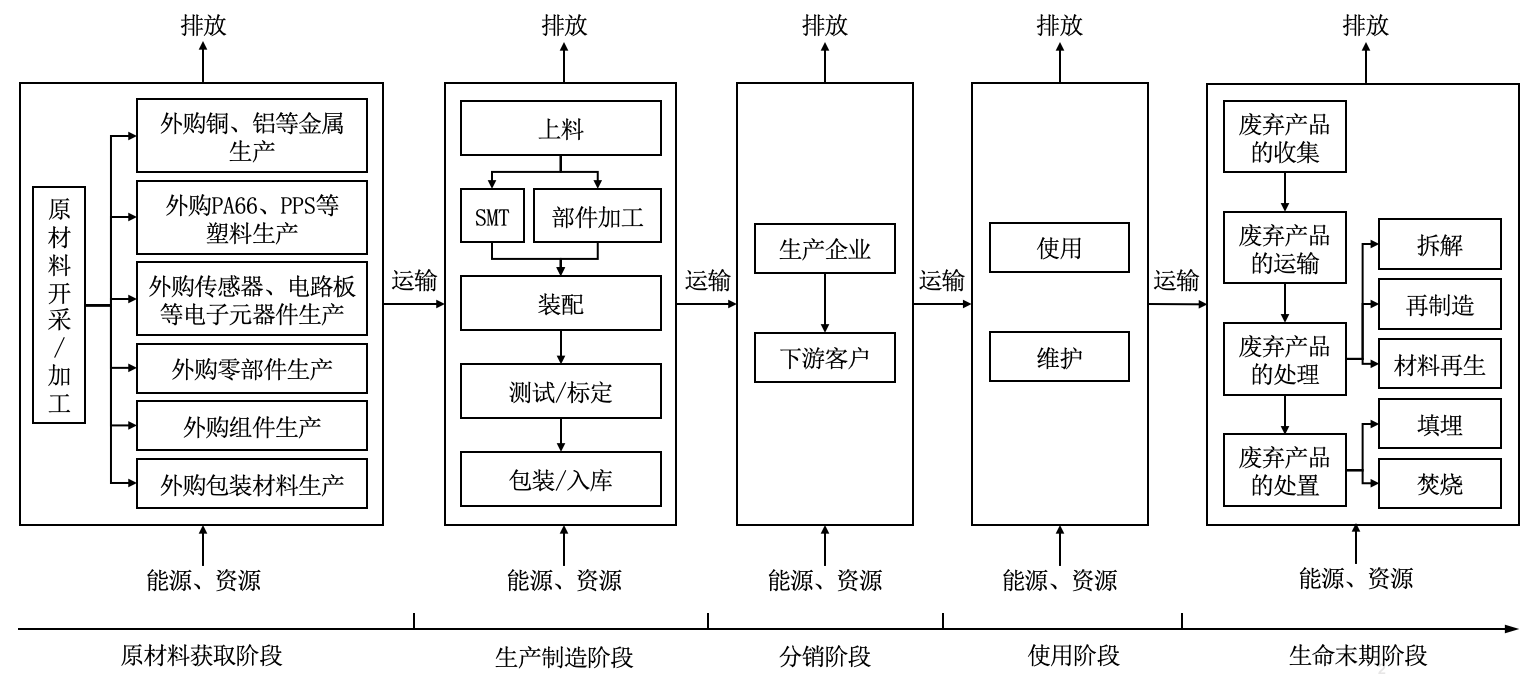 排放
排放
排放
排放
排放
原
材
料
开
采
/
加
工
外购铜、铝等金属
生产
外购PA66、PPS等
塑料生产
外购传感器、电路板
等电子元器件生产
外购零部件生产
外购组件生产
外购包装材料生产
运输
上料
SMT
部件加工
装配
测试/标定
包装/入库
运输
生产企业
下游客户
运输
使用
维护
运输
废弃产品
的收集
废弃产品
的运输
废弃产品
的处理
废弃产品
的处置
拆解
再制造
材料再生
填埋
焚烧
能源、资源
能源、资源
能源、资源
能源、资源
能源、资源
原材料获取阶段
生产制造阶段
分销阶段
使用阶段
生命末期阶段